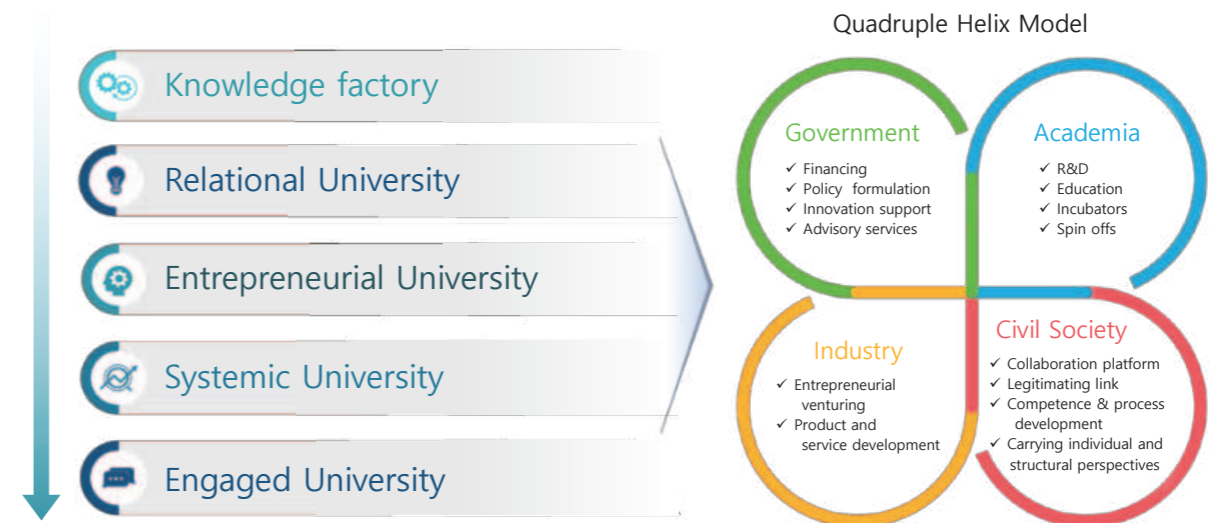 Knowledge factory
Relational University
Entrepreneurial University
Systemic University
Engaged University
Quadruple Helix Model
Government
✓ Financing
✓ Policy formulation
✓ Innovation support
✓ Advisory services
Academia
✓ R&D
✓ Education
✓ Incubators
✓ Spin offs
Industry
✓ Entrepreneurial
venturing
✓ Product and
service development
Civil Society
✓ Collaboration platform
✓ Legitimating link
✓ Competence & process
development
✓ Carrying individual and
structural perspectives